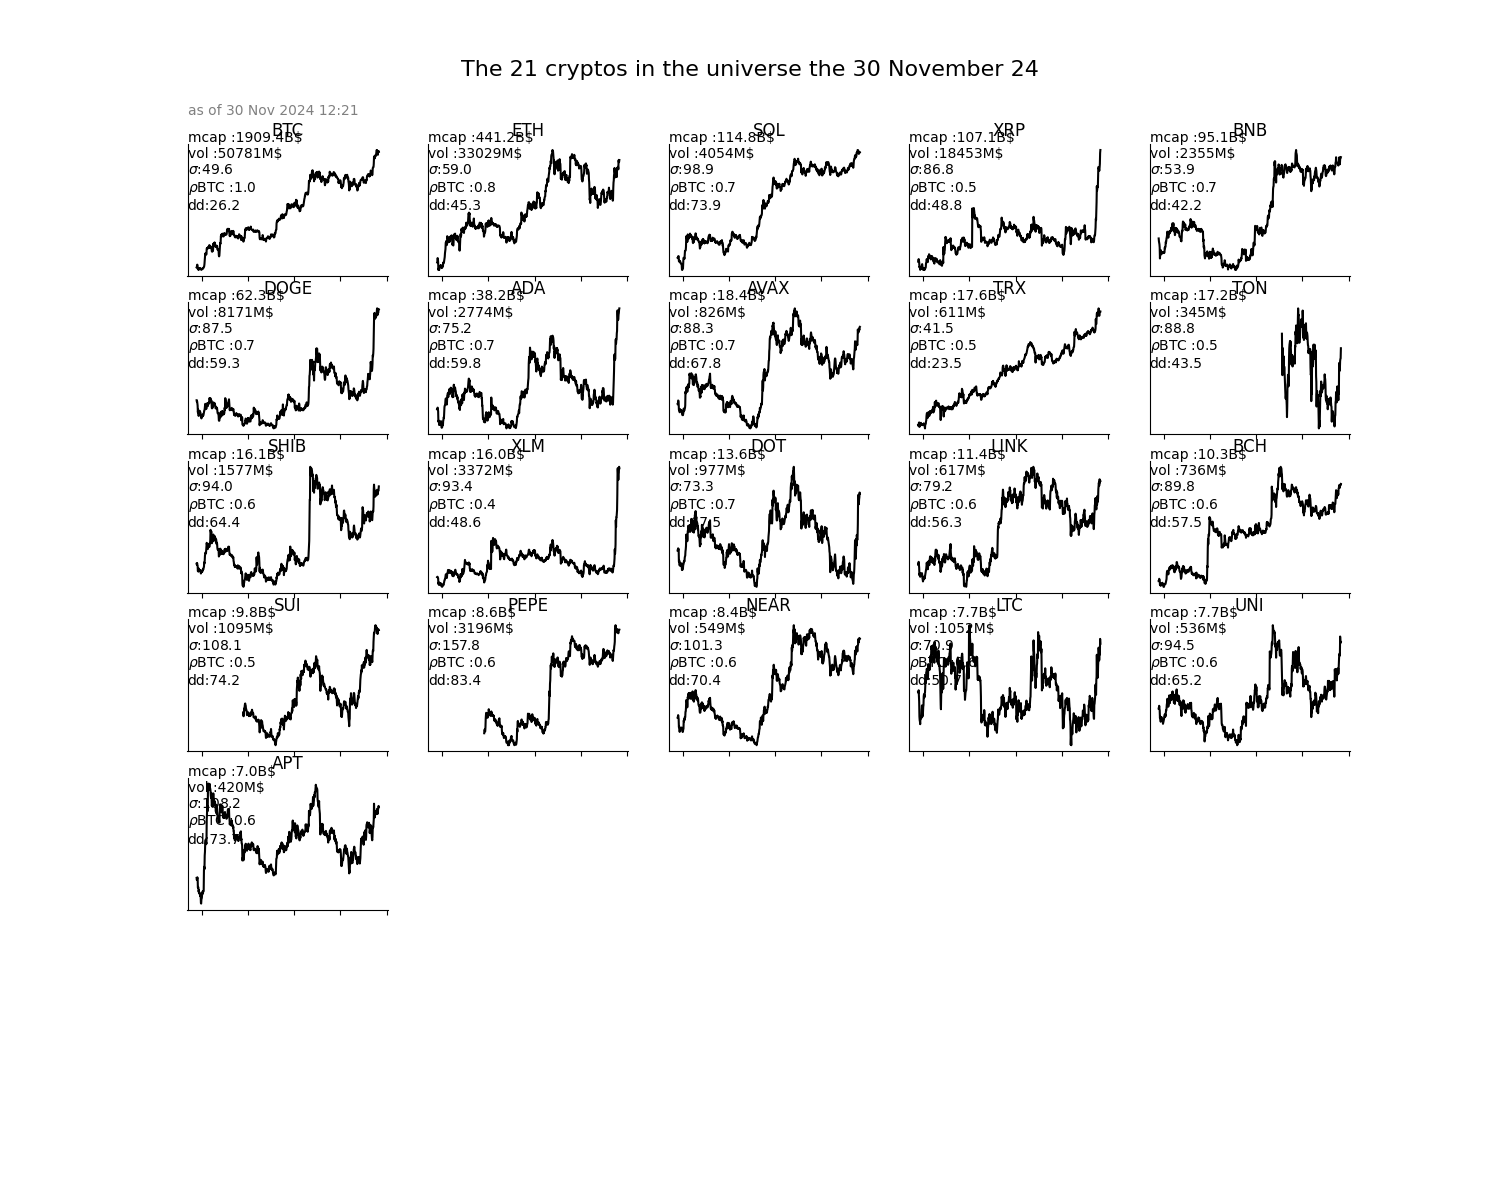 The 21 cryptos in the universe the 30 November 24
as of 30 Nov 2024 12:21
BTC
mcap :1909.4B$
vol :50781M$
σ:49.6
ρBTC :1.0
dd:26.2
ETH
mcap :441.2B$
vol :33029M$
σ:59.0
ρBTC :0.8
dd:45.3
SOL
mcap :114.8B$
vol :4054M$
σ:98.9
ρBTC :0.7
dd:73.9
XRP
mcap :107.1B$
vol :18453M$
σ:86.8
ρBTC :0.5
dd:48.8
BNB
mcap :95.1B$
vol :2355M$
σ:53.9
ρBTC :0.7
dd:42.2
DOGE
mcap :62.3B$
vol :8171M$
σ:87.5
ρBTC :0.7
dd:59.3
ADA
mcap :38.2B$
vol :2774M$
σ:75.2
ρBTC :0.7
dd:59.8
AVAX
mcap :18.4B$
vol :826M$
σ:88.3
ρBTC :0.7
dd:67.8
TRX
mcap :17.6B$
vol :611M$
σ:41.5
ρBTC :0.5
dd:23.5
TON
mcap :17.2B$
vol :345M$
σ:88.8
ρBTC :0.5
dd:43.5
SHIB
mcap :16.1B$
vol :1577M$
σ:94.0
ρBTC :0.6
dd:64.4
XLM
mcap :16.0B$
vol :3372M$
σ:93.4
ρBTC :0.4
dd:48.6
DOT
mcap :13.6B$
vol :977M$
σ:73.3
ρBTC :0.7
LINK
mcap :11.4B$
vol :617M$
σ:79.2
ρBTC :0.6
dd:56.3
BCH
mcap :10.3B$
vol :736M$
σ:89.8
ρBTC :0.6
dd:57.5
SUI
mcap :9.8B$
vol :1095M$
σ:108.1
ρBTC :0.5
dd:74.2
PEPE
mcap :8.6B$
vol :3196M$
σ:157.8
ρBTC :0.6
dd:83.4
NEAR
mcap :8.4B$
vol :549M$
σ:101.3
ρBTC :0.6
dd:70.4
LTC
mcap :7.7B$
vol :1052M$
UNI
mcap :7.7B$
vol :536M$
σ:94.5
ρBTC :0.6
dd:65.2
APT
mcap :7.0B$
vol :420M$
σ:108.2
ρBTC :0.6